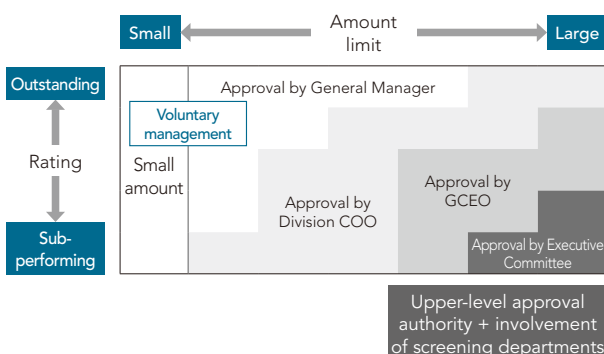 Small
Amount
limit
Large
Outstanding
Rating
Sub-
performing
Approval by General Manager
Voluntary
management
Small
amount
Approval by
Division COO
Approval by
GCEO
Approval by Executive
Committee
Upper-level approval
authority + involvement
of screening departments